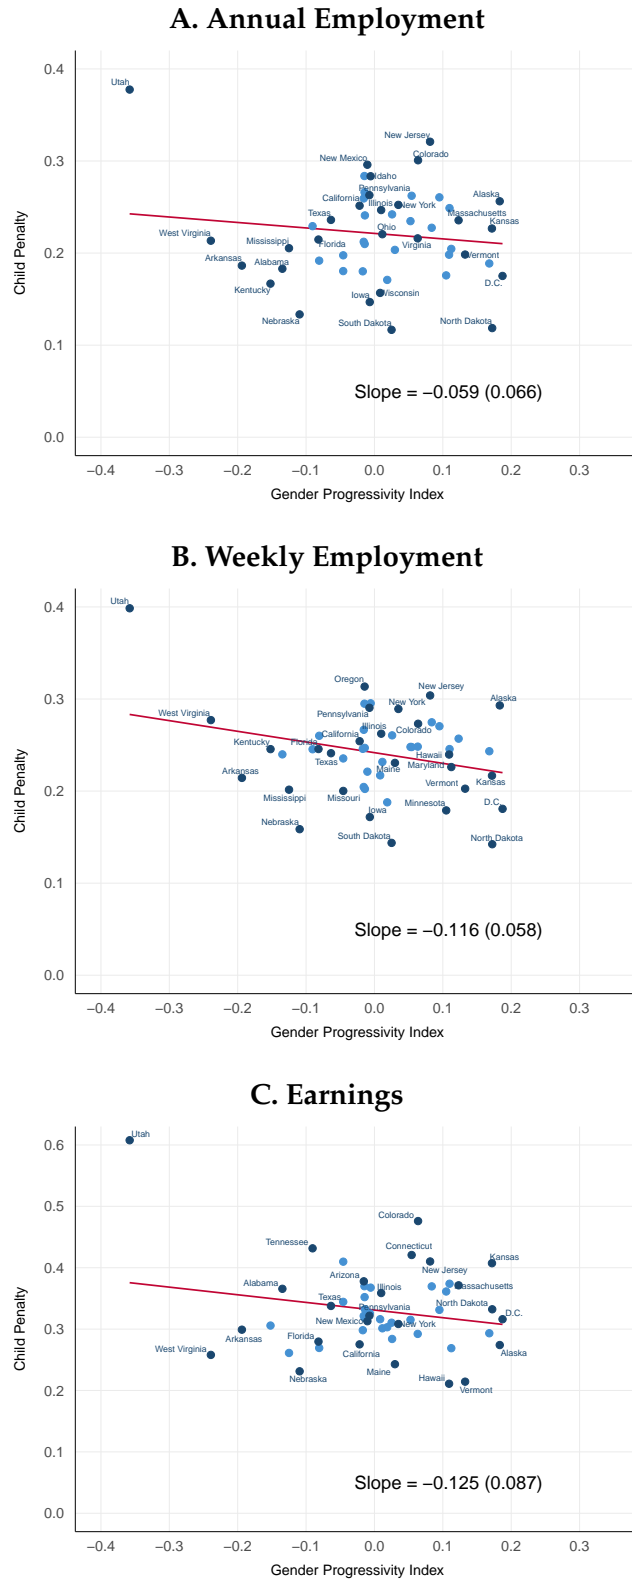 A. Annual Employment
0.4
Utah
New Jersey
Colorado
0.3
New Mexico
Idaho
Pennsylvania
Alaska
California
Illinois
New York
Massachusetts
Texas
Kansas
Ohio
West Virginia
Mississippi
Florida
Virginia
Vermont
0.2
Arkansas
Alabama
Kentucky
D.C.
Iowa
Wisconsin
Nebraska
South Dakota
North Dakota
0.1
Slope = −0.059 (0.066)
0.0
Child Penalty
−0.4 −0.3 −0.2 −0.1 0.0 0.1 0.2 0.3
Gender Progressivity Index
B. Weekly Employment
0.4
Utah
Oregon
New Jersey
Alaska
0.3
West Virginia
Pennsylvania
New York
Illinois
Colorado
California
Kentucky
Florida
Texas
Hawaii
Maine
Maryland
Arkansas
Kansas
Vermont
0.2
Mississippi
Missouri
Iowa
Minnesota
D.C.
Nebraska
South Dakota
North Dakota
0.1
Slope = −0.116 (0.058)
0.0
Child Penalty
−0.4 −0.3 −0.2 −0.1 0.0 0.1 0.2 0.3
Gender Progressivity Index
C. Earnings
Utah
0.6
0.5
Colorado
Tennessee
Connecticut
Kansas
0.4
Arizona
New Jersey
Alabama
Illinois
Massachusetts
Texas
Pennsylvania
North Dakota
New Mexico
New York
D.C.
0.3
Arkansas
Florida
West Virginia
California
Alaska
Nebraska
Maine
Hawaii
Vermont
0.2
0.1
Slope = −0.125 (0.087)
0.0
Child Penalty
−0.4 −0.3 −0.2 −0.1 0.0 0.1 0.2 0.3
Gender Progressivity Index